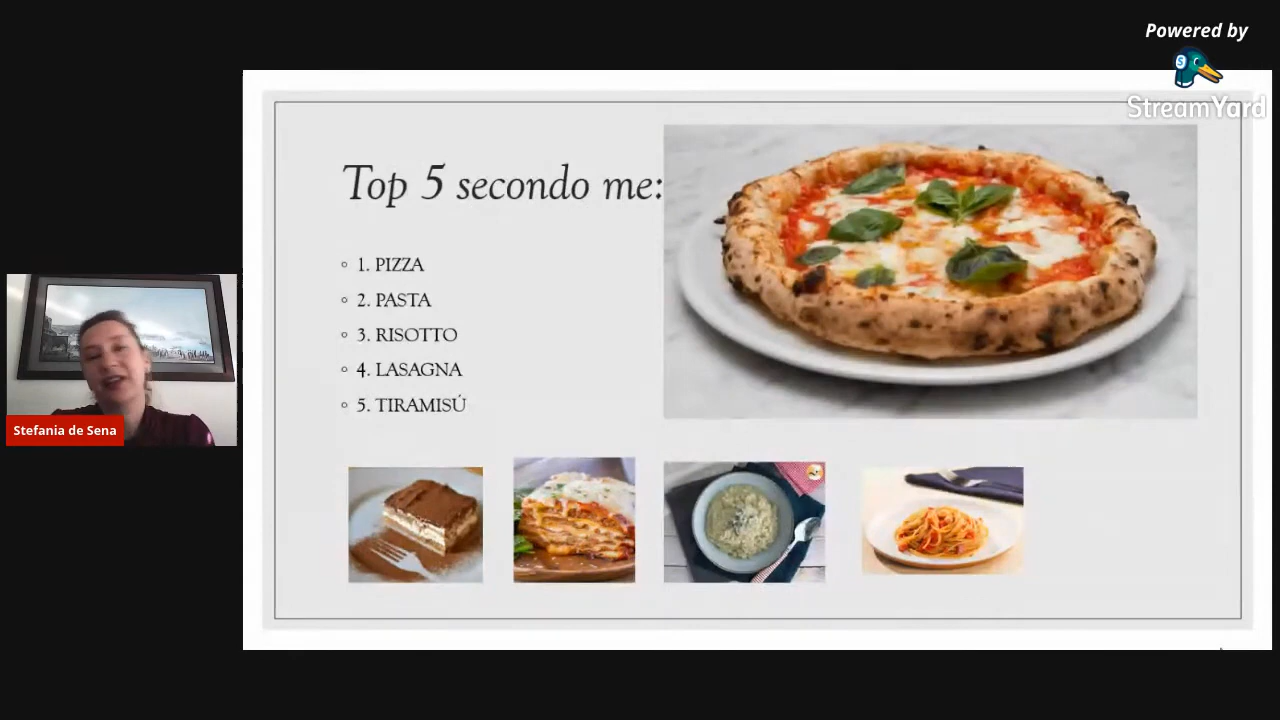 Powered by
StreamYard
Top 5 secondo me:
1. PIZZA
2. PASTA
3. RISOTTO
4. LASAGNA
5. TIRAMISÚ
Stefania de Sena